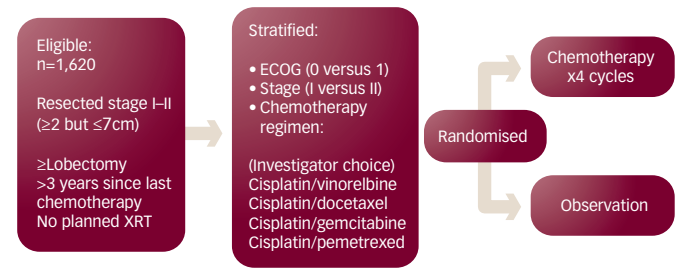 Eligible:
n=1,620
Resected stage I–II
(≥2 but ≤7cm)
≥Lobectomy
>3 years since last
chemotherapy
No planned XRT
Stratified:
• ECOG (0 versus 1)
• Stage (I versus II)
• Chemotherapy
regimen:
(Investigator choice)
Cisplatin/vinorelbine
Cisplatin/docetaxel
Cisplatin/gemcitabine
Cisplatin/pemetrexed
Randomised
Chemotherapy
x4 cycles
Observation